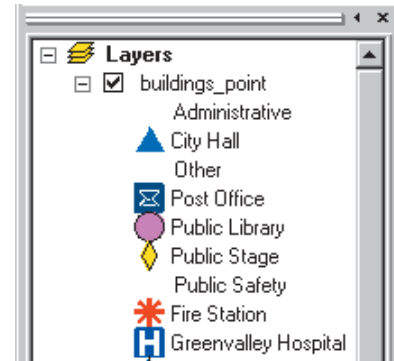 Layers
buildings_point
Administrative
City Hall
Other
Post Office
Public Library
Public Stage
Public Safety
Fire Station
H Greenvalley Hospital